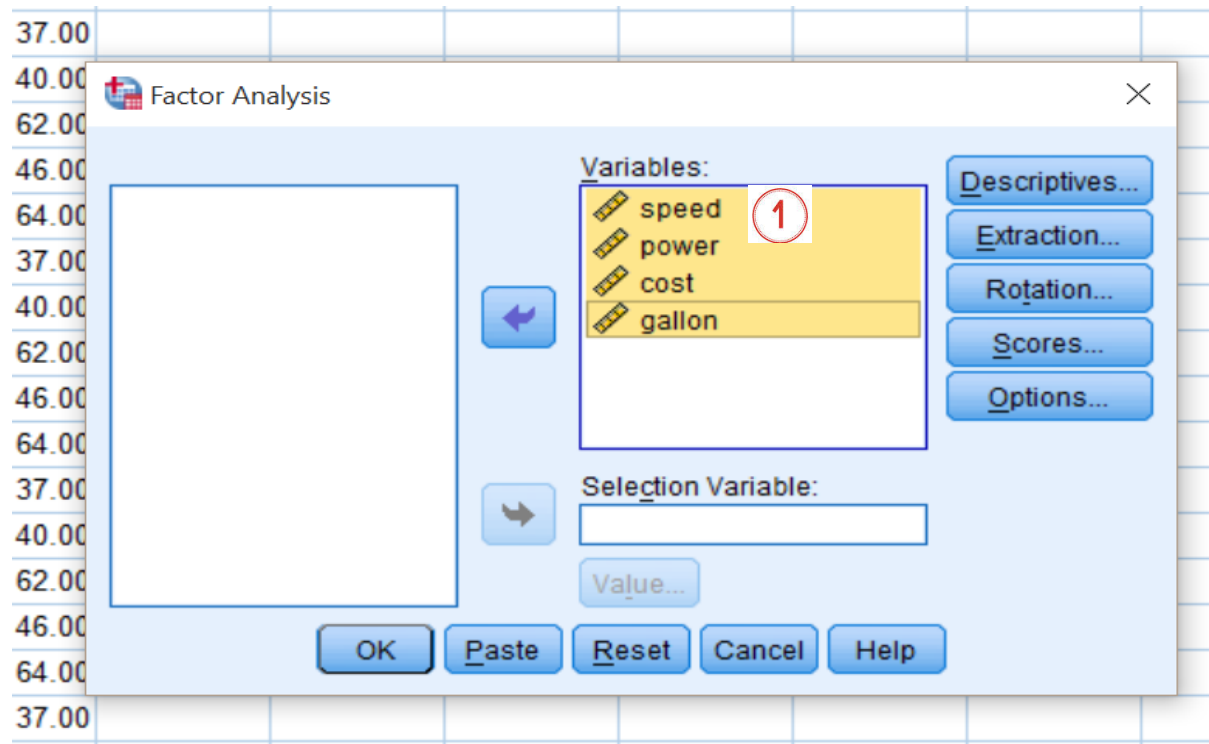 37.00
40.00
62.00
46.00
64.00
37.00
40.00
62.00
46.00
64.00
37.00
40.00
62.00
46.00
64.00
37.00
Factor Analysis
Variables:
speed
1
power
cost
gallon
Descriptives...
Extraction...
Rotation...
Scores...
Options...
Selection Variable:
Value...
OK
Paste
Reset
Cancel
Help